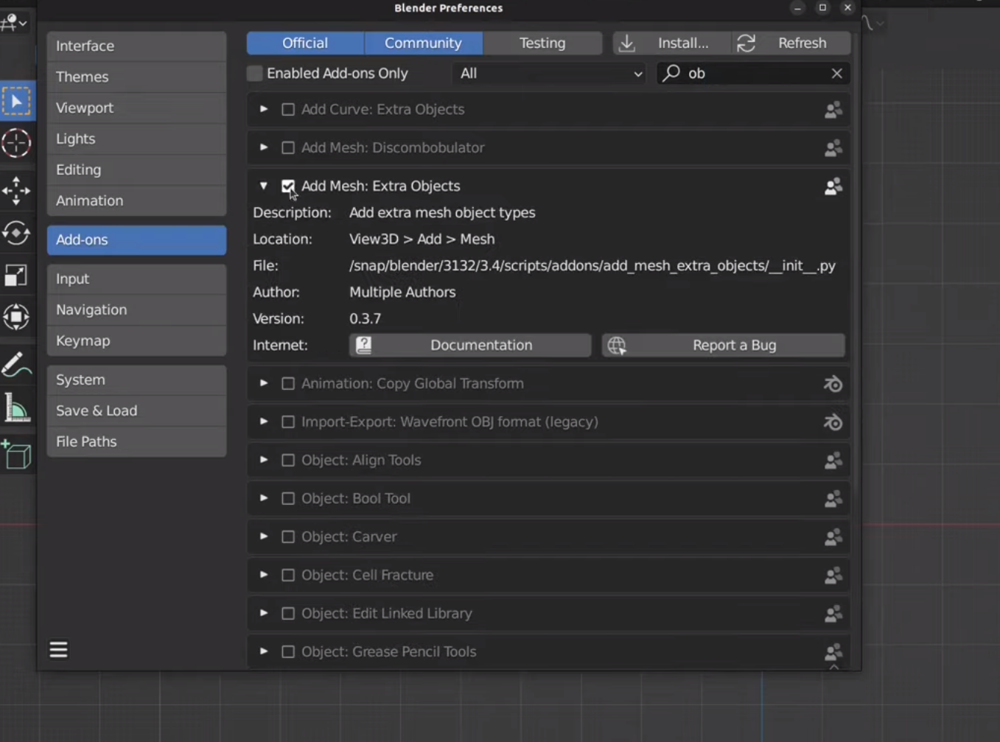 Blender Preferences
Interface
Themes
Viewport
Lights
Editing
Animation
Add-ons
Input
Navigation
Keymap
System
Save & Load
File Paths
Official Community Testing Install... Refresh
Enabled Add-ons Only All ob
Add Curve: Extra Objects
Add Mesh: Discombobulator
Add Mesh: Extra Objects
Description: Add extra mesh object types
Location: View3D > Add > Mesh
File: /snap/blender/3132/3.4/scripts/addons/add_mesh_extra_objects/__init__.py
Author: Multiple Authors
Version: 0.3.7
Internet: Documentation Report a Bug
Animation: Copy Global Transform
Import-Export: Wavefront OBJ format (legacy)
Object: Align Tools
Object: Bool Tool
Object: Carver
Object: Cell Fracture
Object: Edit Linked Library
Object: Grease Pencil Tools